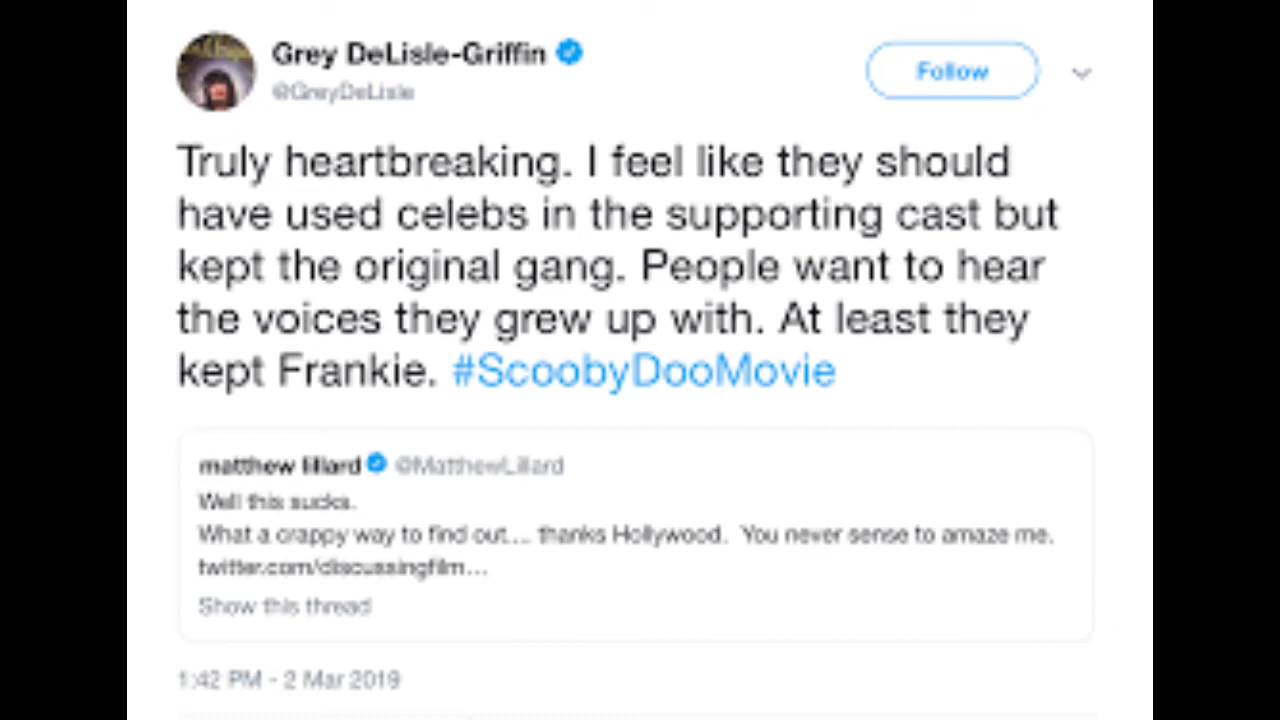 Grey DeLisle-Griffin
@GreyDeLisle
Follow
Truly heartbreaking. I feel like they should
have used celebs in the supporting cast but
kept the original gang. People want to hear
the voices they grew up with. At least they
kept Frankie. #ScoobyDooMovie
matthew lillard @MatthewLillard
Well this sucks.
What a crappy way to find out.... thanks Hollywood. You never sense to amaze me.
twitter.com/discussingfilm...
Show this thread
1:42 PM - 2 Mar 2019